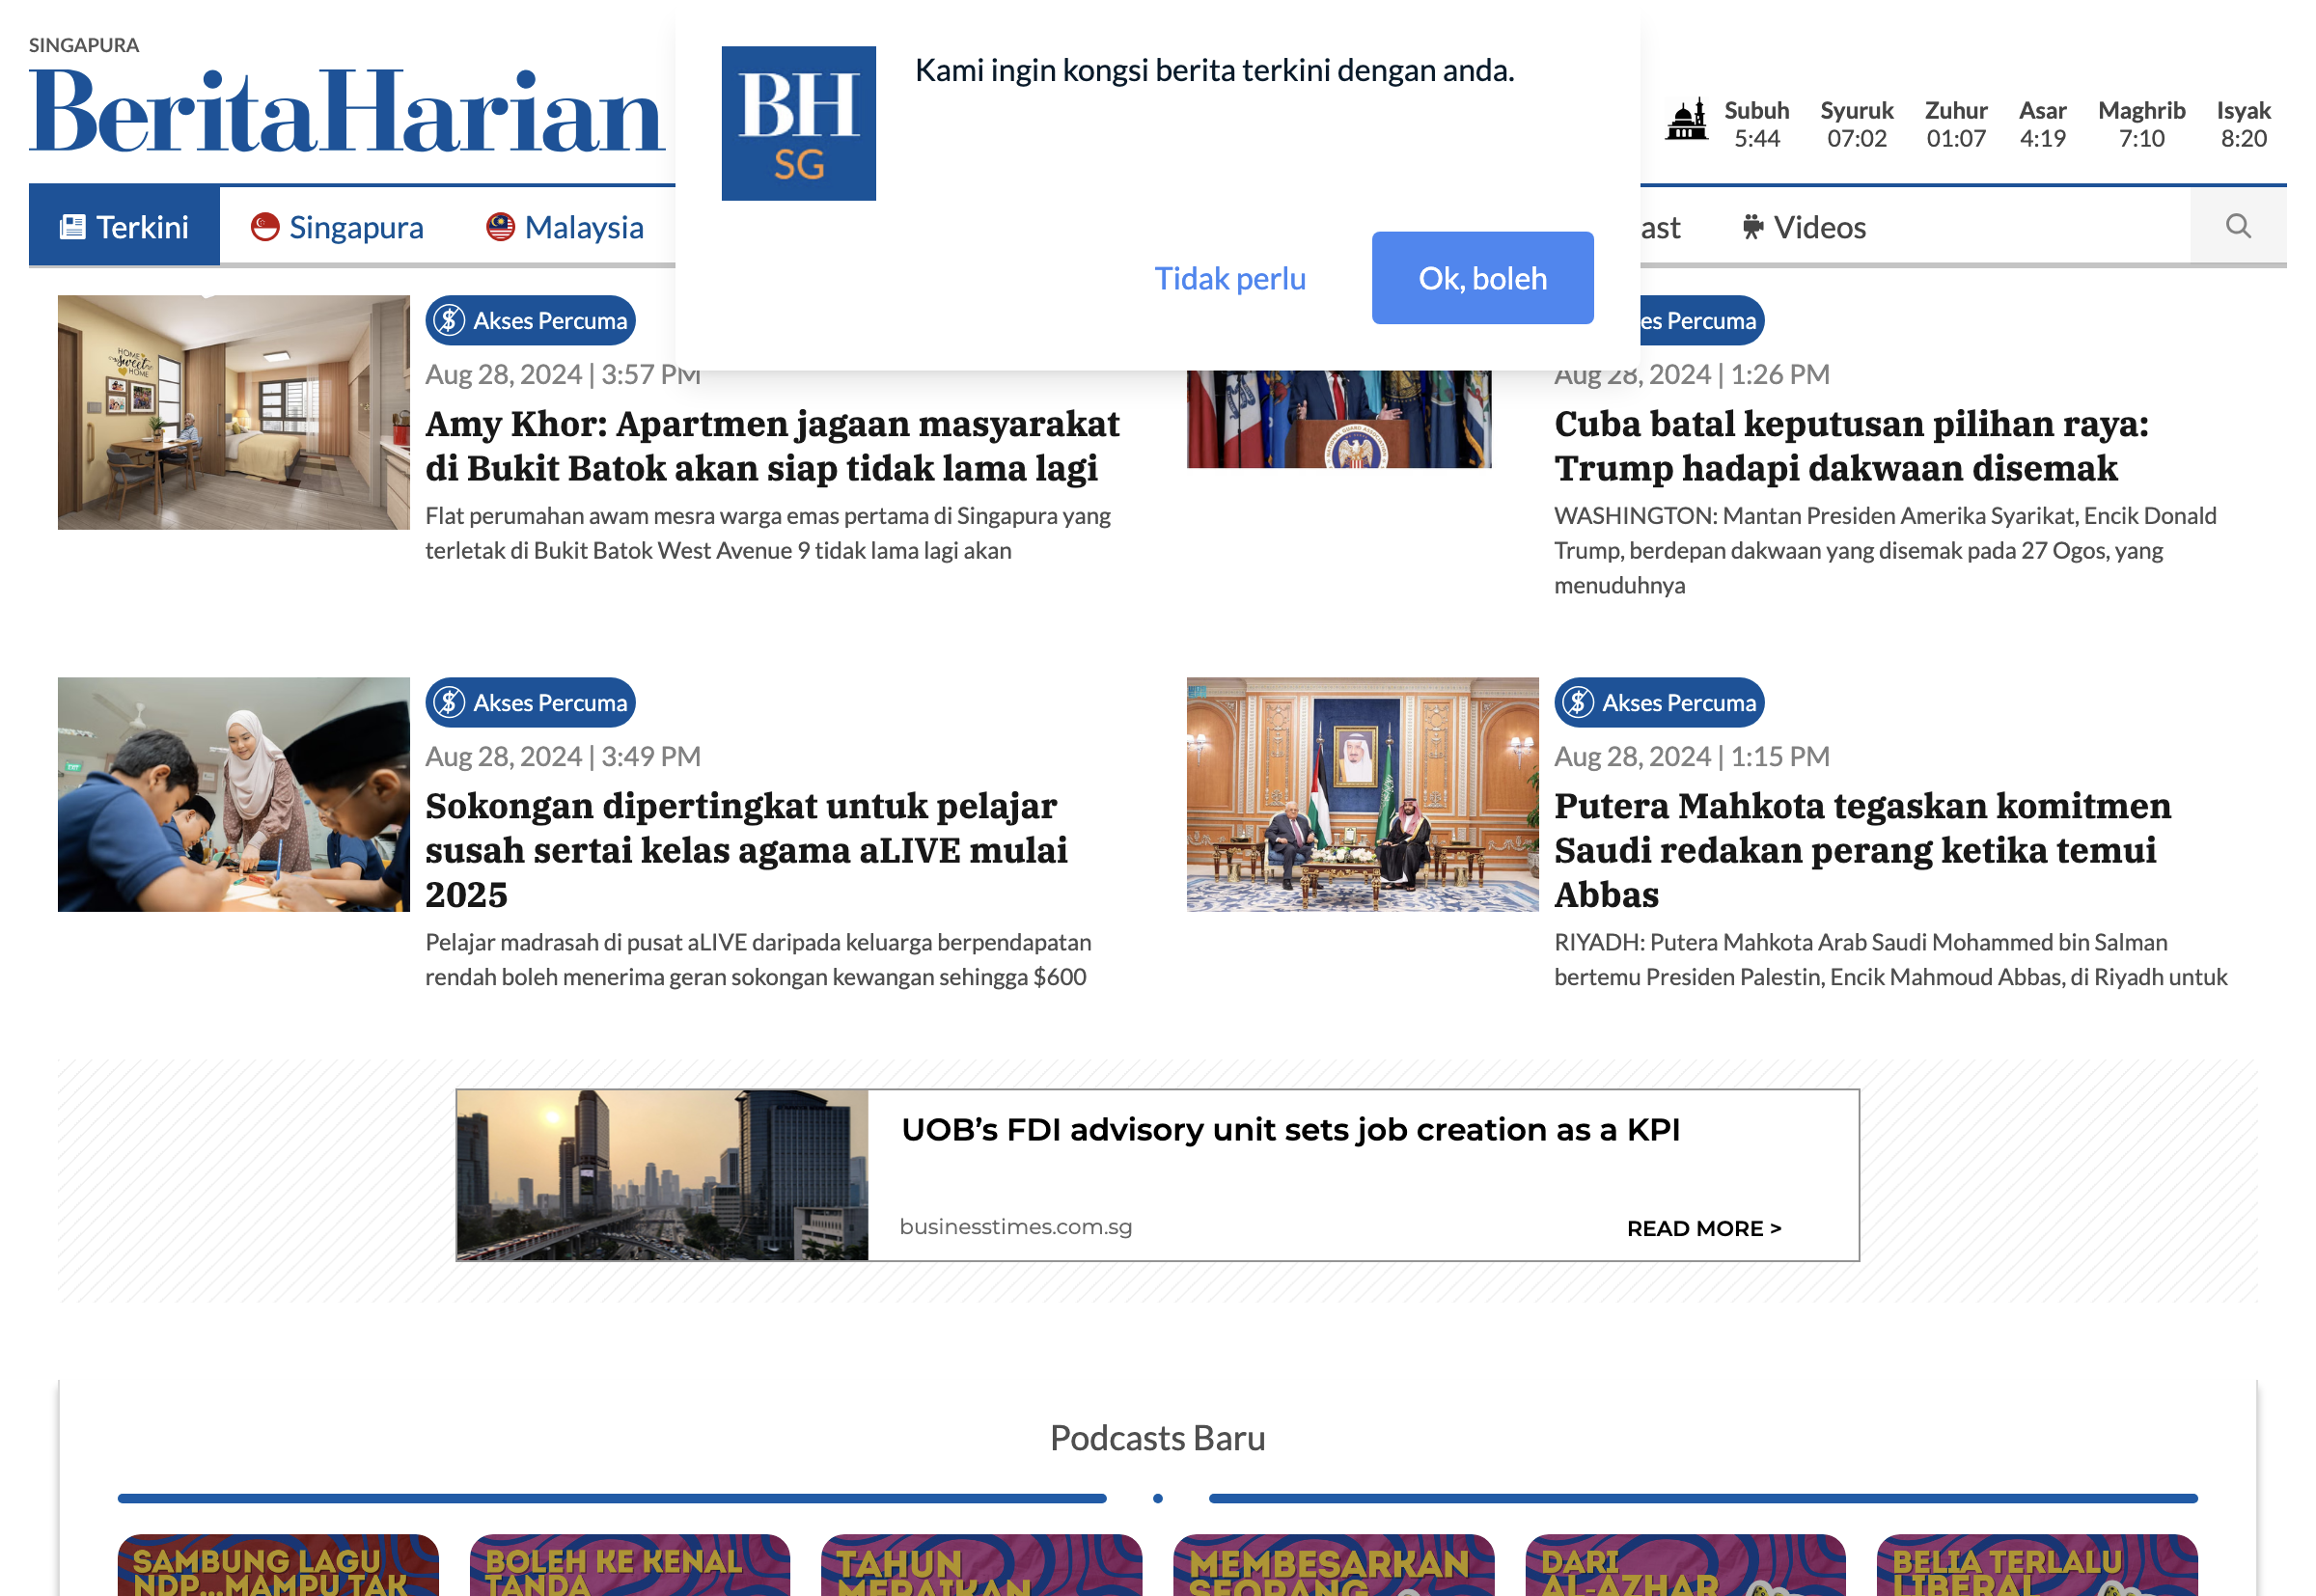 SINGAPURA
BeritaHarian
BH
SG
Kami ingin kongsi berita terkini dengan anda.
Tidak perlu
Ok, boleh
Subuh
5:44
Syuruk
07:02
Zuhur
01:07
Asar
4:19
Maghrib
7:10
Isyak
8:20
Terkini
Singapura
Malaysia
ast
Videos
HOME
sweet
HOME
Akses Percuma
Aug 28, 2024 | 3:57 PM
Amy Khor: Apartmen jagaan masyarakat
di Bukit Batok akan siap tidak lama lagi
Flat perumahan awam mesra warga emas pertama di Singapura yang
terletak di Bukit Batok West Avenue 9 tidak lama lagi akan
es Percuma
Aug 28, 2024 | 1:26 PM
Cuba batal keputusan pilihan raya:
Trump hadapi dakwaan disemak
WASHINGTON: Mantan Presiden Amerika Syarikat, Encik Donald
Trump, berdepan dakwaan yang disemak pada 27 Ogos, yang
menuduhnya
Akses Percuma
Aug 28, 2024 | 3:49 PM
Sokongan dipertingkat untuk pelajar
susah sertai kelas agama aLIVE mulai
2025
Pelajar madrasah di pusat aLIVE daripada keluarga berpendapatan
rendah boleh menerima geran sokongan kewangan sehingga $600
Akses Percuma
Aug 28, 2024 | 1:15 PM
Putera Mahkota tegaskan komitmen
Saudi redakan perang ketika temui
Abbas
RIYADH: Putera Mahkota Arab Saudi Mohammed bin Salman
bertemu Presiden Palestin, Encik Mahmoud Abbas, di Riyadh untuk
UOB’s FDI advisory unit sets job creation as a KPI
businesstimes.com.sg
READ MORE >
Podcasts Baru
SAMBUNG LAGU
NDP...MAMPU TAK
BOLEH KE KENAL
TANDA
TAHUN
MERAIKAN
MEMBESARKAN
SEORANG
DARI
AL-AZHAR
BELIA TERLALU
LIBERAL